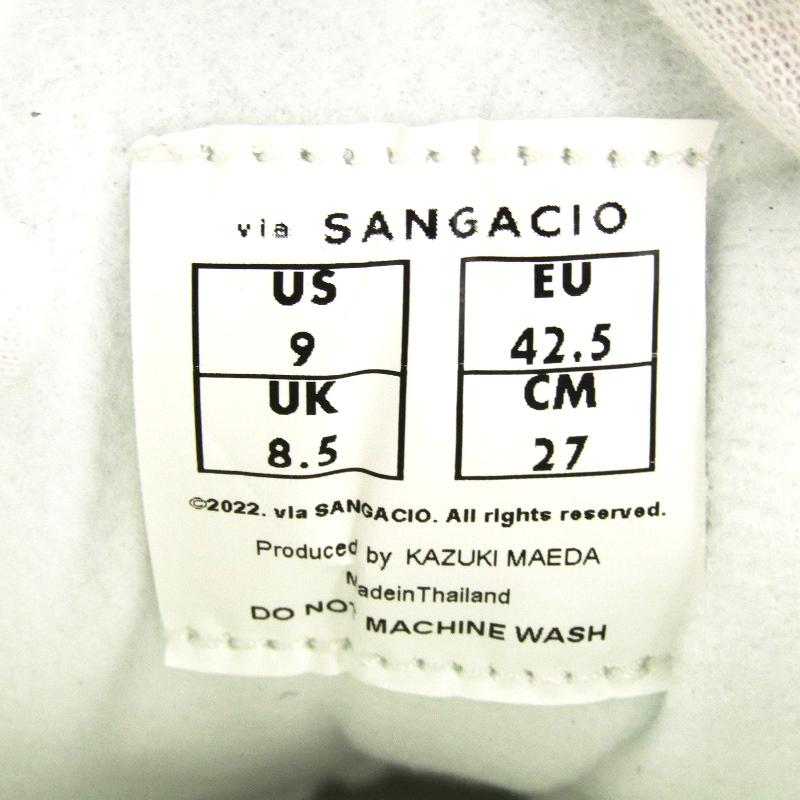 via SANGACIO
US
9
UK
8.5
EU
42.5
CM
27
©2022. via SANGACIO. All rights reserved.
Produced by KAZUKI MAEDA
MadeinThailand
DO NOT MACHINE WASH